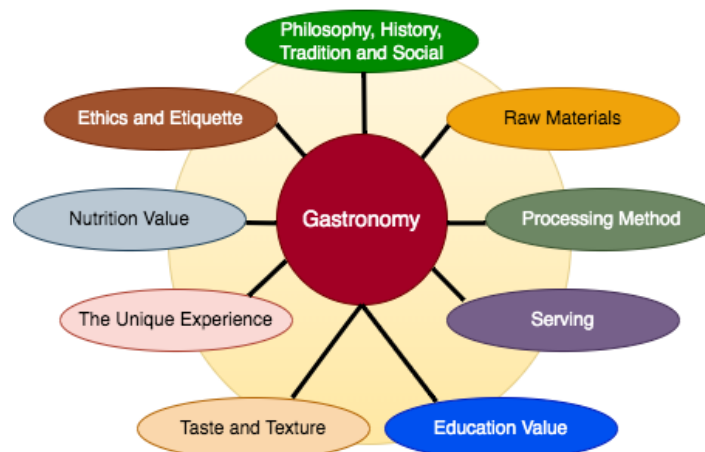 Philosophy, History,
Tradition and Social
Ethics and Etiquette
Raw Materials
Nutrition Value
Gastronomy
Processing Method
The Unique Experience
Serving
Taste and Texture
Education Value